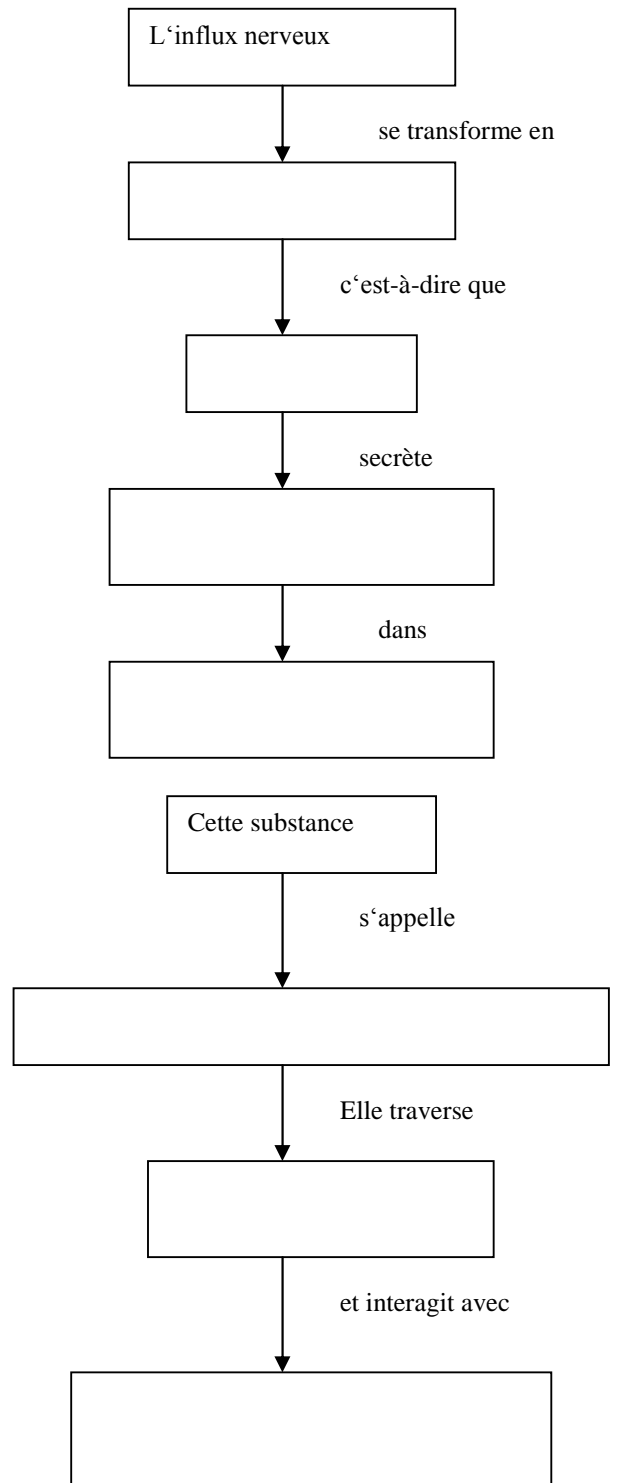 L‘influx nerveux
se transforme en
c‘est-à-dire que
secrète
dans
Cette substance
s‘appelle
Elle traverse
et interagit avec